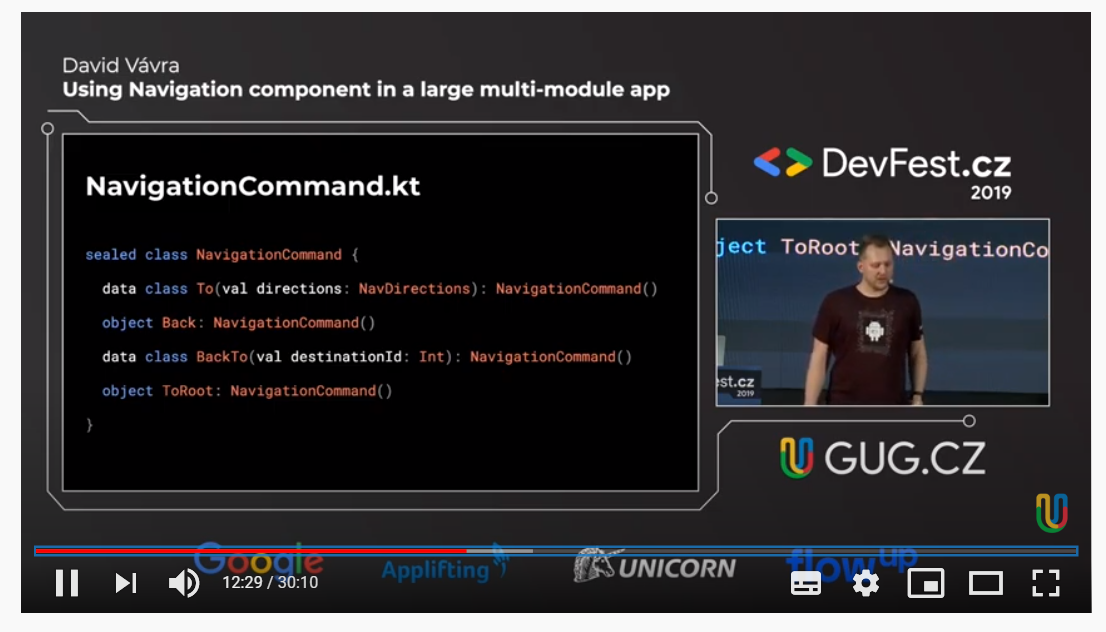 David Vávra
Using Navigation component in a large multi-module app
NavigationCommand.kt
sealed class NavigationCommand {
data class To(val directions: NavDirections): NavigationCommand()
object Back: NavigationCommand()
data class BackTo(val destinationId: Int): NavigationCommand()
object ToRoot: NavigationCommand()
}
DevFest.cz
2019
ject ToRoot NavigationCo
st.cz
2019
GUG.CZ
Google
Applifting
UNICORN
flow up
12:29 / 30:10